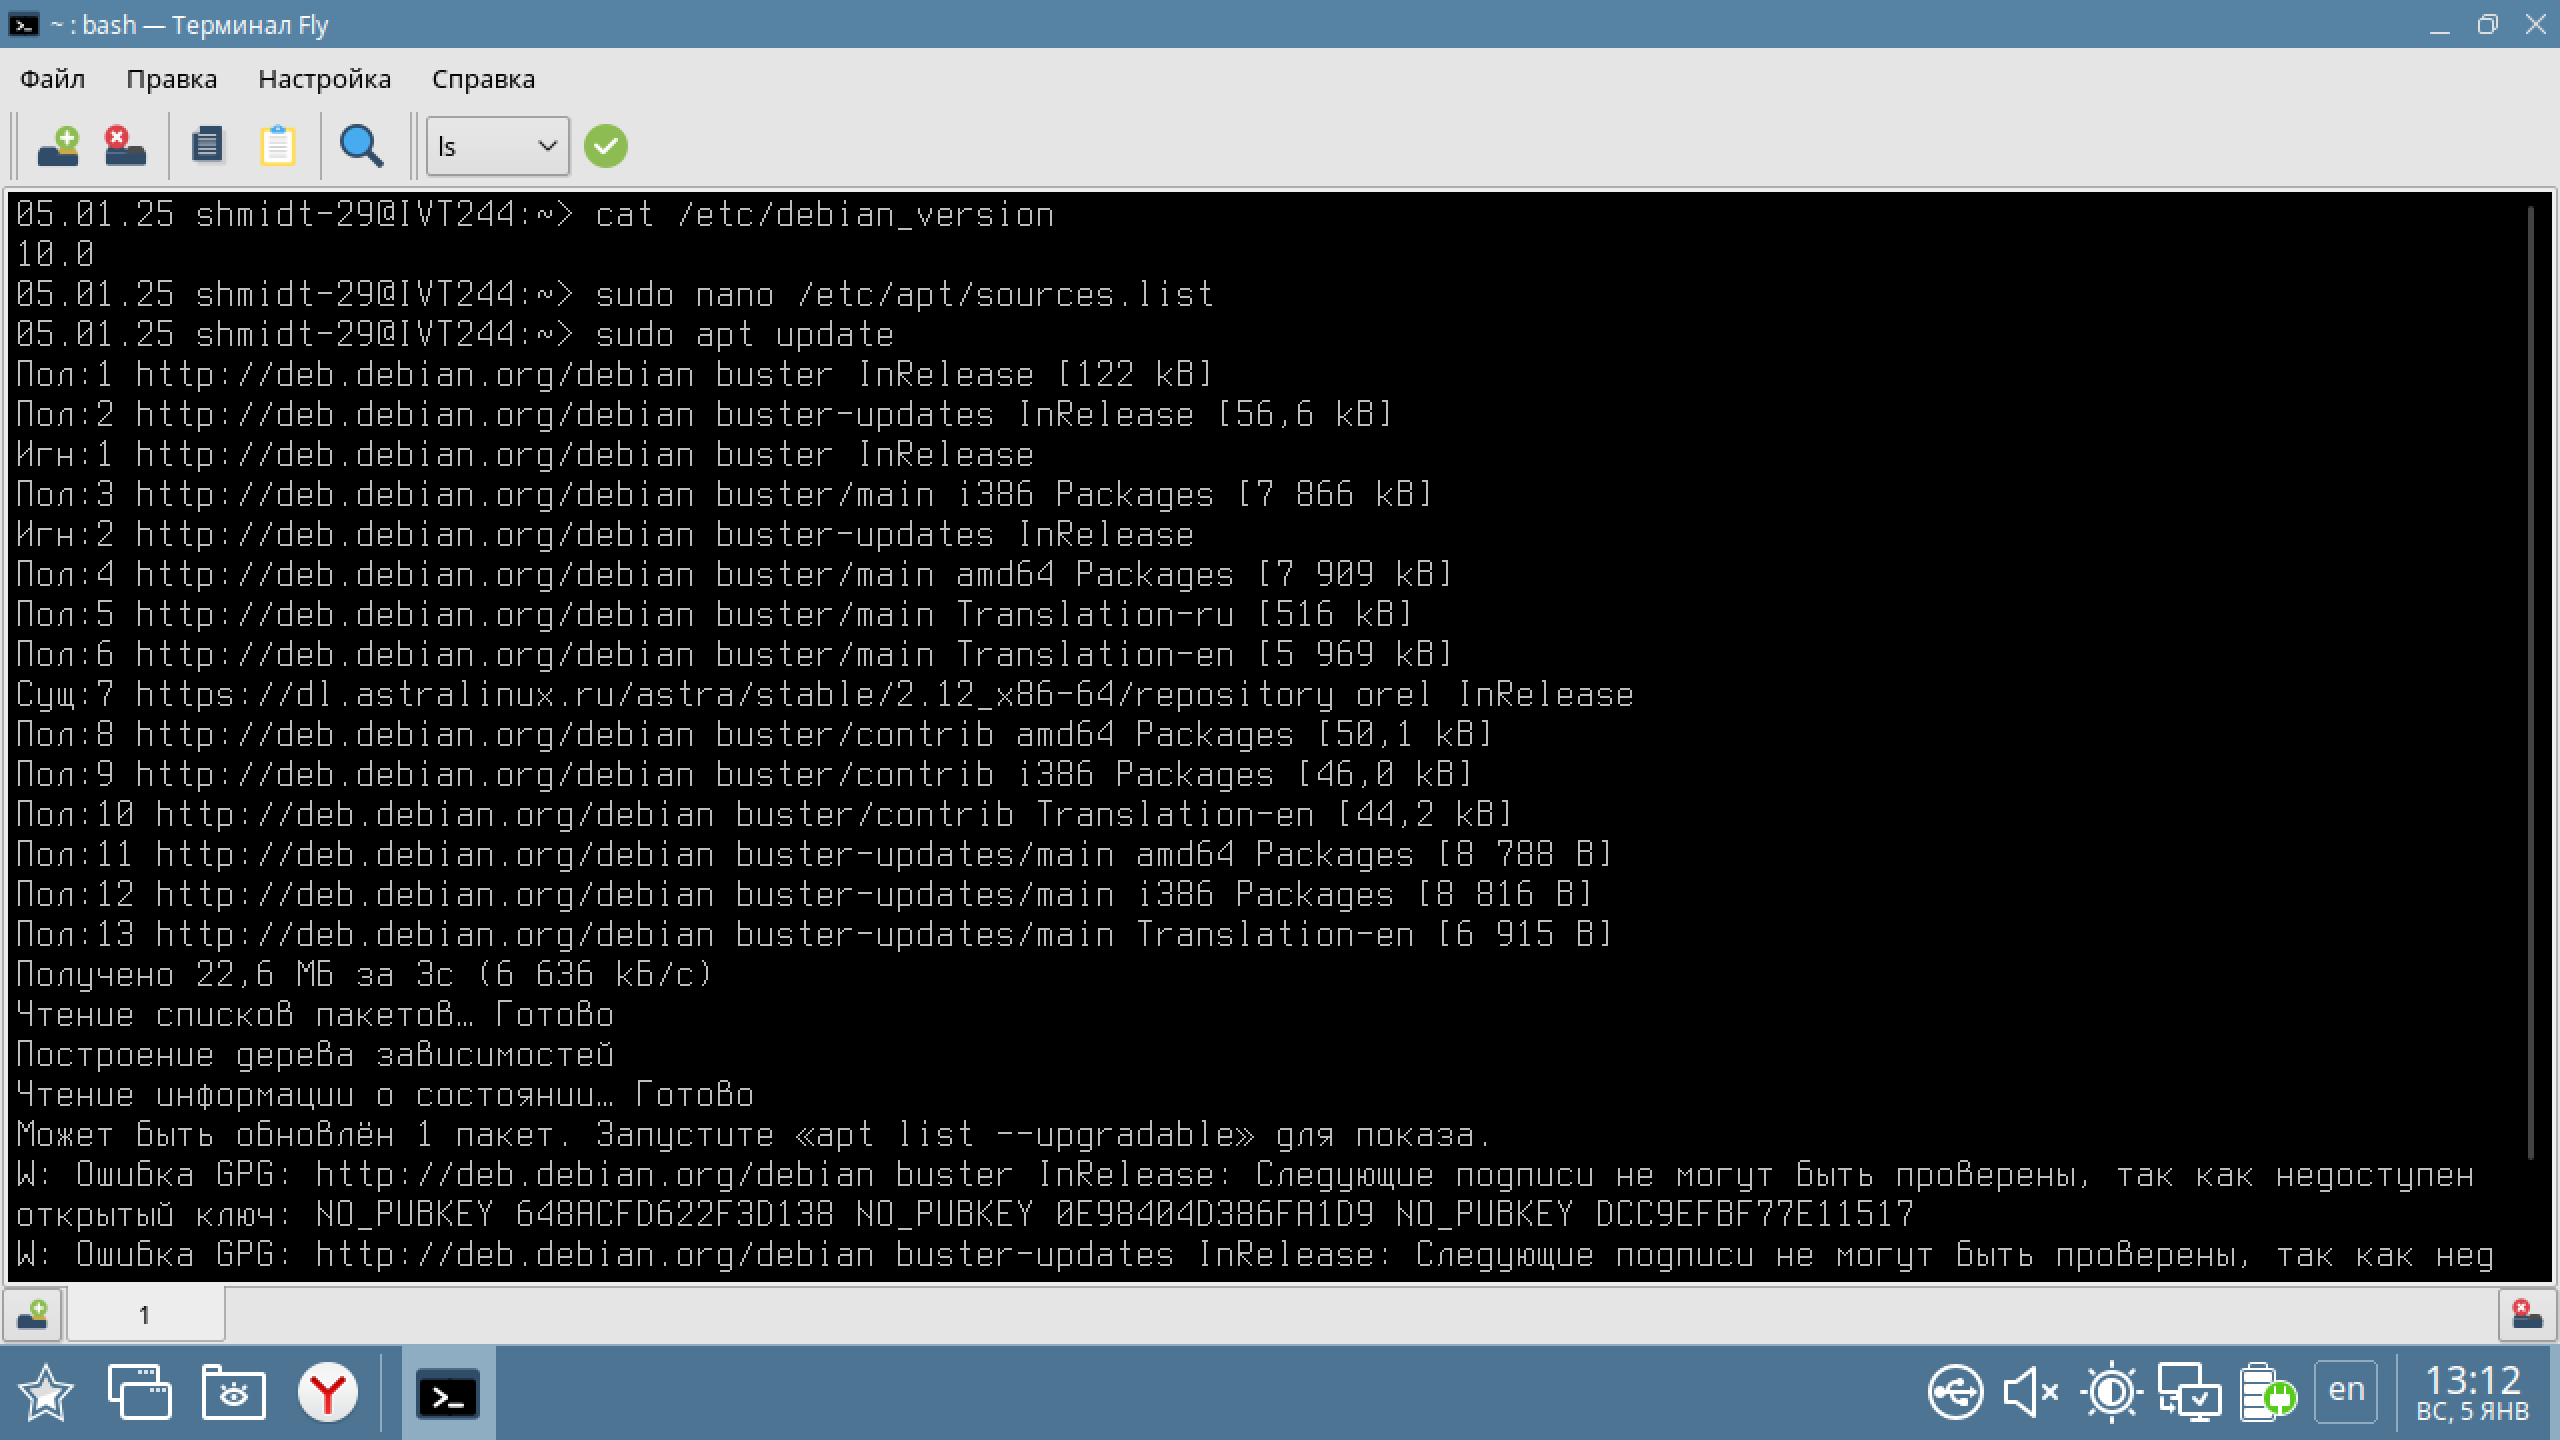 ~ : bash — Терминал Fly
Файл Правка Настройка Справка
ls
05.01.25 shmidt-29@IVT244:~> cat /etc/debian_version
10.0
05.01.25 shmidt-29@IVT244:~> sudo nano /etc/apt/sources.list
05.01.25 shmidt-29@IVT244:~> sudo apt update
Пол:1 http://deb.debian.org/debian buster InRelease [122 kB]
Пол:2 http://deb.debian.org/debian buster-updates InRelease [56,6 kB]
Игн:1 http://deb.debian.org/debian buster InRelease
Пол:3 http://deb.debian.org/debian buster/main i386 Packages [7 866 kB]
Игн:2 http://deb.debian.org/debian buster-updates InRelease
Пол:4 http://deb.debian.org/debian buster/main amd64 Packages [7 909 kB]
Пол:5 http://deb.debian.org/debian buster/main Translation-ru [516 kB]
Пол:6 http://deb.debian.org/debian buster/main Translation-en [5 969 kB]
Сущ:7 https://dl.astralinux.ru/astra/stable/2.12_x86-64/repository orel InRelease
Пол:8 http://deb.debian.org/debian buster/contrib amd64 Packages [50,1 kB]
Пол:9 http://deb.debian.org/debian buster/contrib i386 Packages [46,0 kB]
Пол:10 http://deb.debian.org/debian buster/contrib Translation-en [44,2 kB]
Пол:11 http://deb.debian.org/debian buster-updates/main amd64 Packages [8 788 B]
Пол:12 http://deb.debian.org/debian buster-updates/main i386 Packages [8 816 B]
Пол:13 http://deb.debian.org/debian buster-updates/main Translation-en [6 915 B]
Получено 22,6 МБ за 3с (6 636 kБ/с)
Чтение списков пакетов… Готово
Построение дерева зависимостей
Чтение информации о состоянии… Готово
Может быть обновлён 1 пакет. Запустите «apt list --upgradable» для показа.
W: Ошибка GPG: http://deb.debian.org/debian buster InRelease: Следующие подписи не могут быть проверены, так как недоступен
открытый ключ: NO_PUBKEY 648ACFD622F3D138 NO_PUBKEY 0E98404D386FA1D9 NO_PUBKEY DCC9EFBF77E11517
W: Ошибка GPG: http://deb.debian.org/debian buster-updates InRelease: Следующие подписи не могут быть проверены, так как нед
1
en
13:12
ВС, 5 ЯНВ